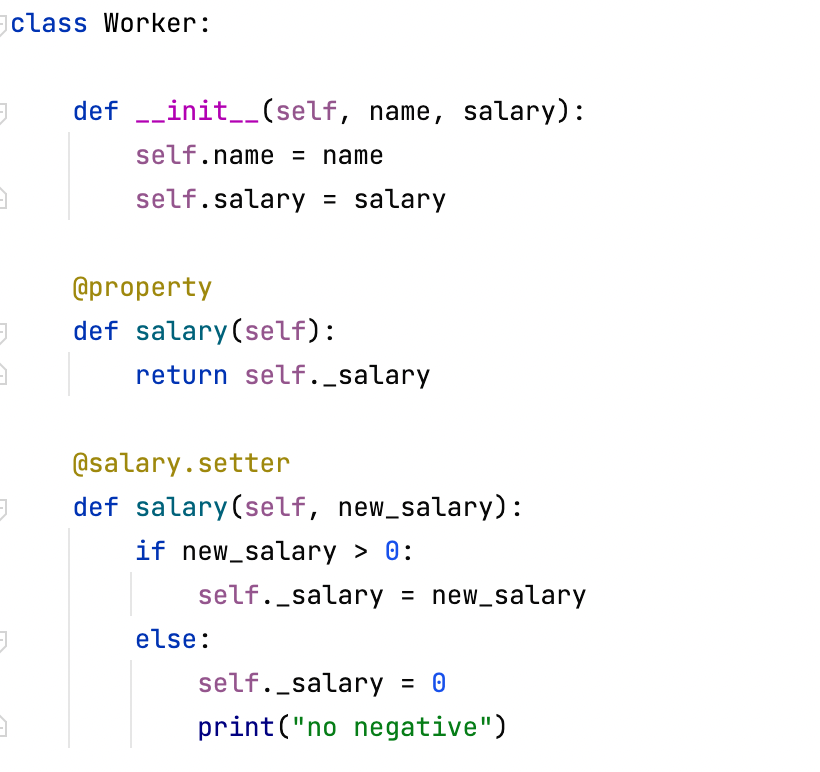 class Worker:
    def __init__(self, name, salary):
        self.name = name
        self.salary = salary
    @property
    def salary(self):
        return self._salary
    @salary.setter
    def salary(self, new_salary):
        if new_salary > 0:
            self._salary = new_salary
        else:
            self._salary = 0
            print("no negative")